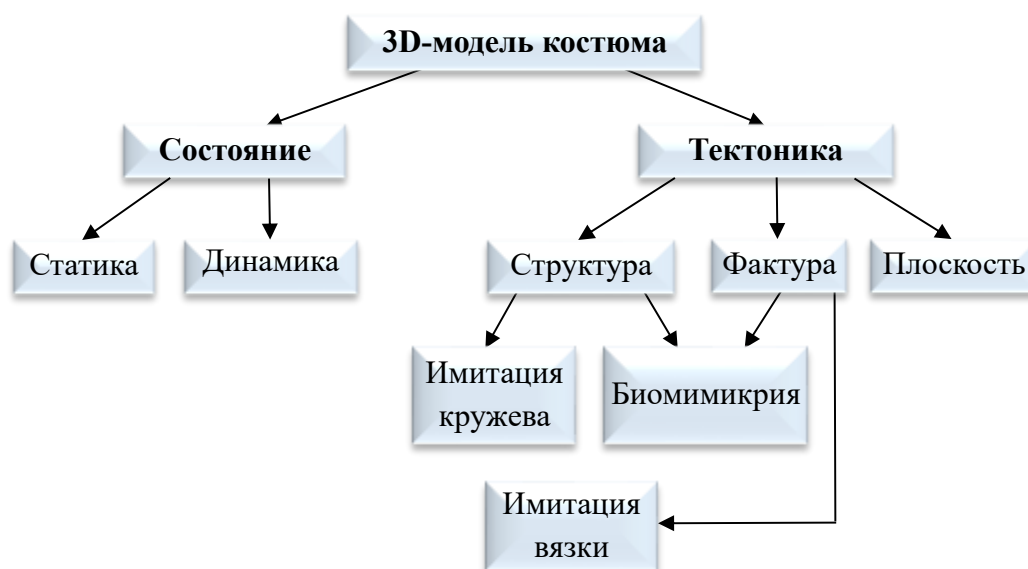 3D-модель костюма
Состояние
Тектоника
Статика
Динамика
Структура
Фактура
Плоскость
Имитация
кружева
Биомимикрия
Имитация
вязки